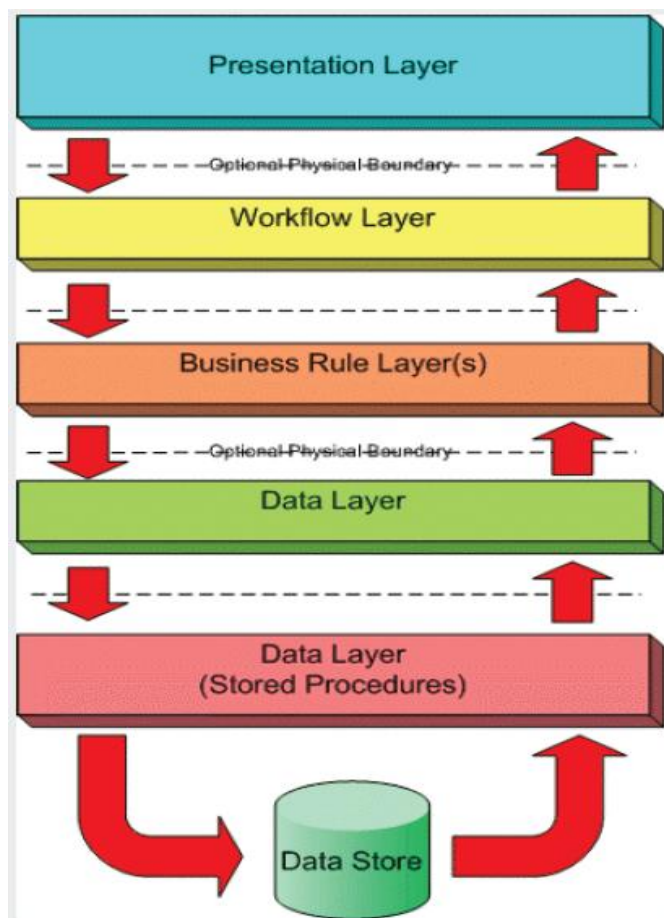 Presentation Layer
Optional Physical Boundary
Workflow Layer
Business Rule Layer(s)
Optional Physical Boundary
Data Layer
Data Layer
(Stored Procedures)
Data Store